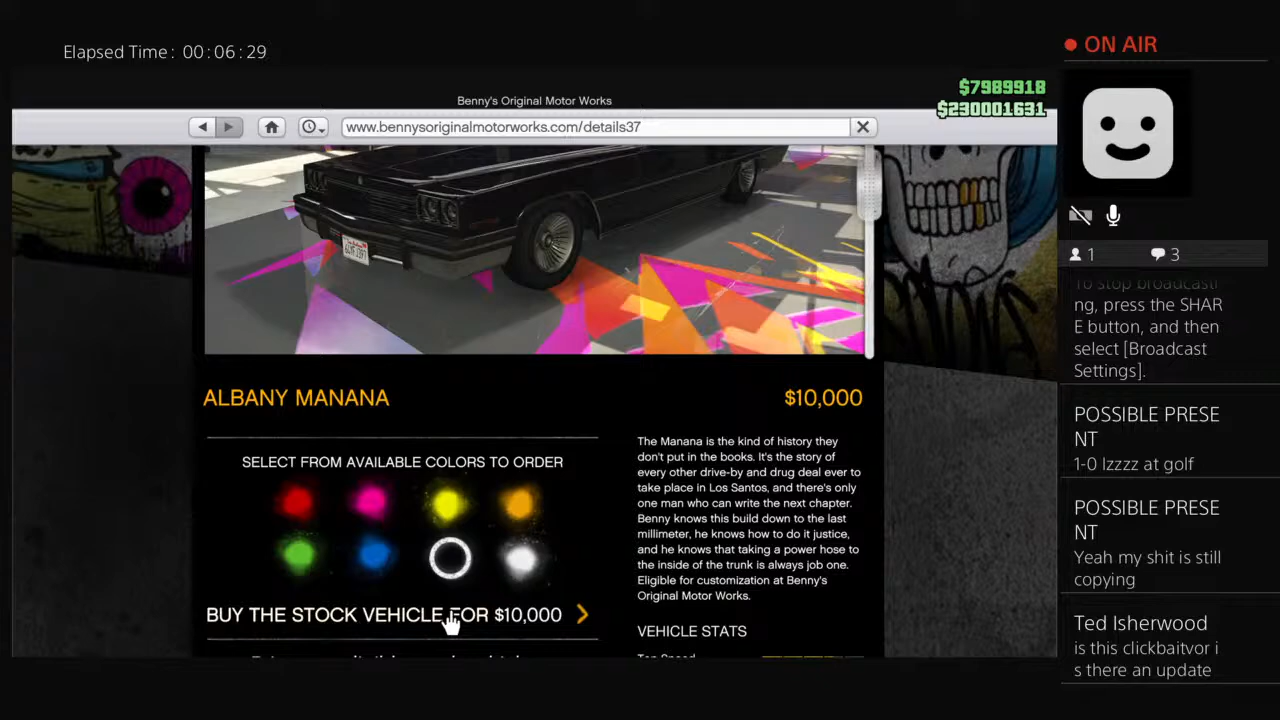 Elapsed Time: 00:06:29
ON AIR
$7989918
$230001631
Benny's Original Motor Works
www.bennysoriginalmotorworks.com/details37
1
3
To stop broadcasti
ng, press the SHAR
E button, and then
select [Broadcast
Settings].
POSSIBLE PRESE
NT
1-0 lzzzz at golf
POSSIBLE PRESE
NT
Yeah my shit is still
copying
Ted Isherwood
is this clickbaitvor i
s there an update
ALBANY MANANA
$10,000
SELECT FROM AVAILABLE COLORS TO ORDER
BUY THE STOCK VEHICLE FOR $10,000
The Manana is the kind of history they
don't put in the books. It's the story of
every other drive-by and drug deal ever to
take place in Los Santos, and there's only
one man who can write the next chapter.
Benny knows this build down to the last
millimeter, he knows how to do it justice,
and he knows that taking a power hose to
the inside of the trunk is always job one.
Eligible for customization at Benny's
Original Motor Works.
VEHICLE STATS
Top Speed